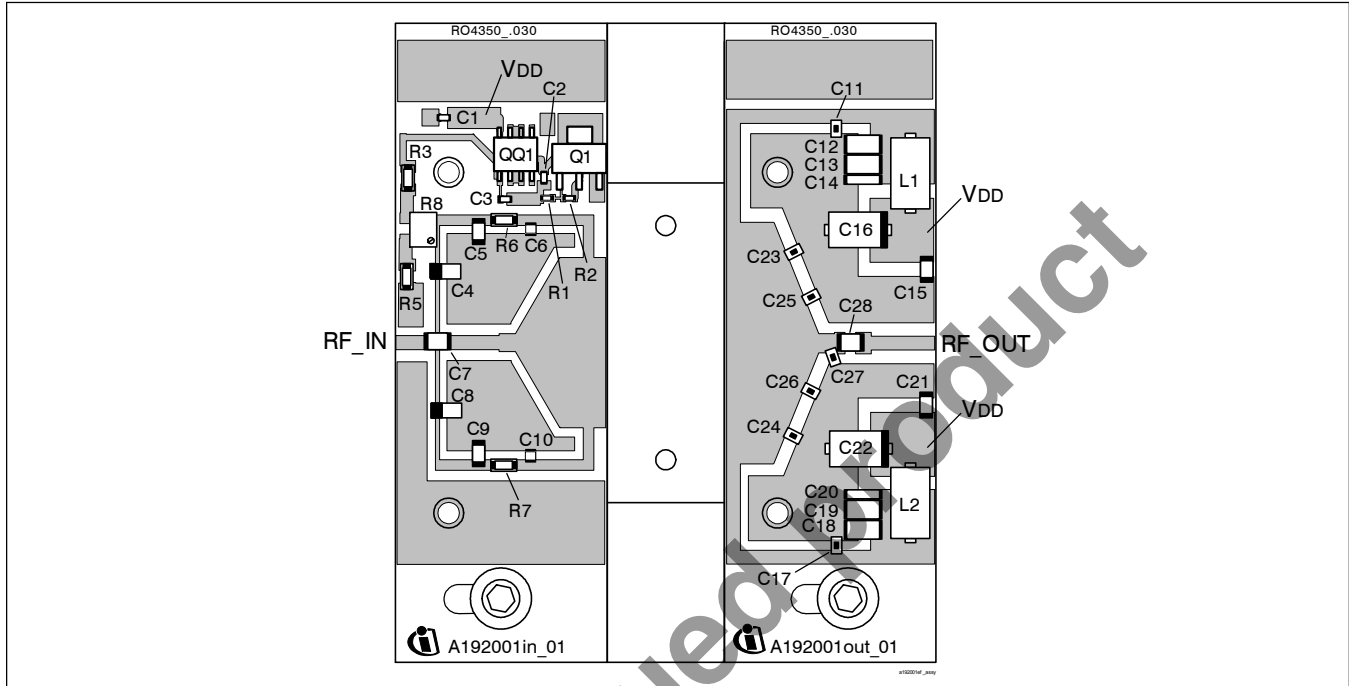 RO4350_.030
RO4350_.030
VDD
C2
C1
C11
R3
QQ1
Q1
C12
C13
C14
L1
C3
VDD
R8
C5
R6
C6
C16
R1
R2
C23
C4
R5
C25
C15
C28
RF_IN
RF_OUT
C7
C27
C8
C26
C21
VDD
C9
C10
C24
C22
R7
C20
C19
C18
L2
C17
A192001in_01
A192001out_01
a192001ef_assy
ued product